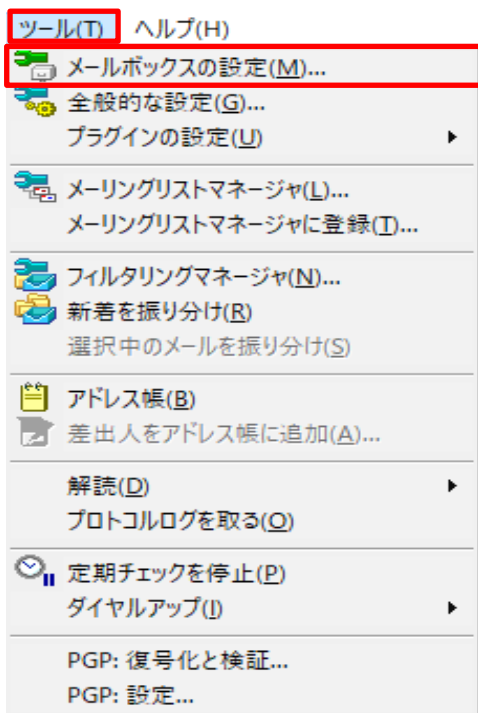 ツール(T) ヘルプ(H)
メールボックスの設定(M)...
全般的な設定(G)...
プラグインの設定(U)
メーリングリストマネージャ(L)...
メーリングリストマネージャに登録(T)...
フィルタリングマネージャ(N)...
新着を振り分け(R)
選択中のメールを振り分け(S)
アドレス帳(B)
差出人をアドレス帳に追加(A)...
解読(D)
プロトコルログを取る(O)
定期チェックを停止(P)
ダイヤルアップ(I)
PGP: 復号化と検証...
PGP: 設定...